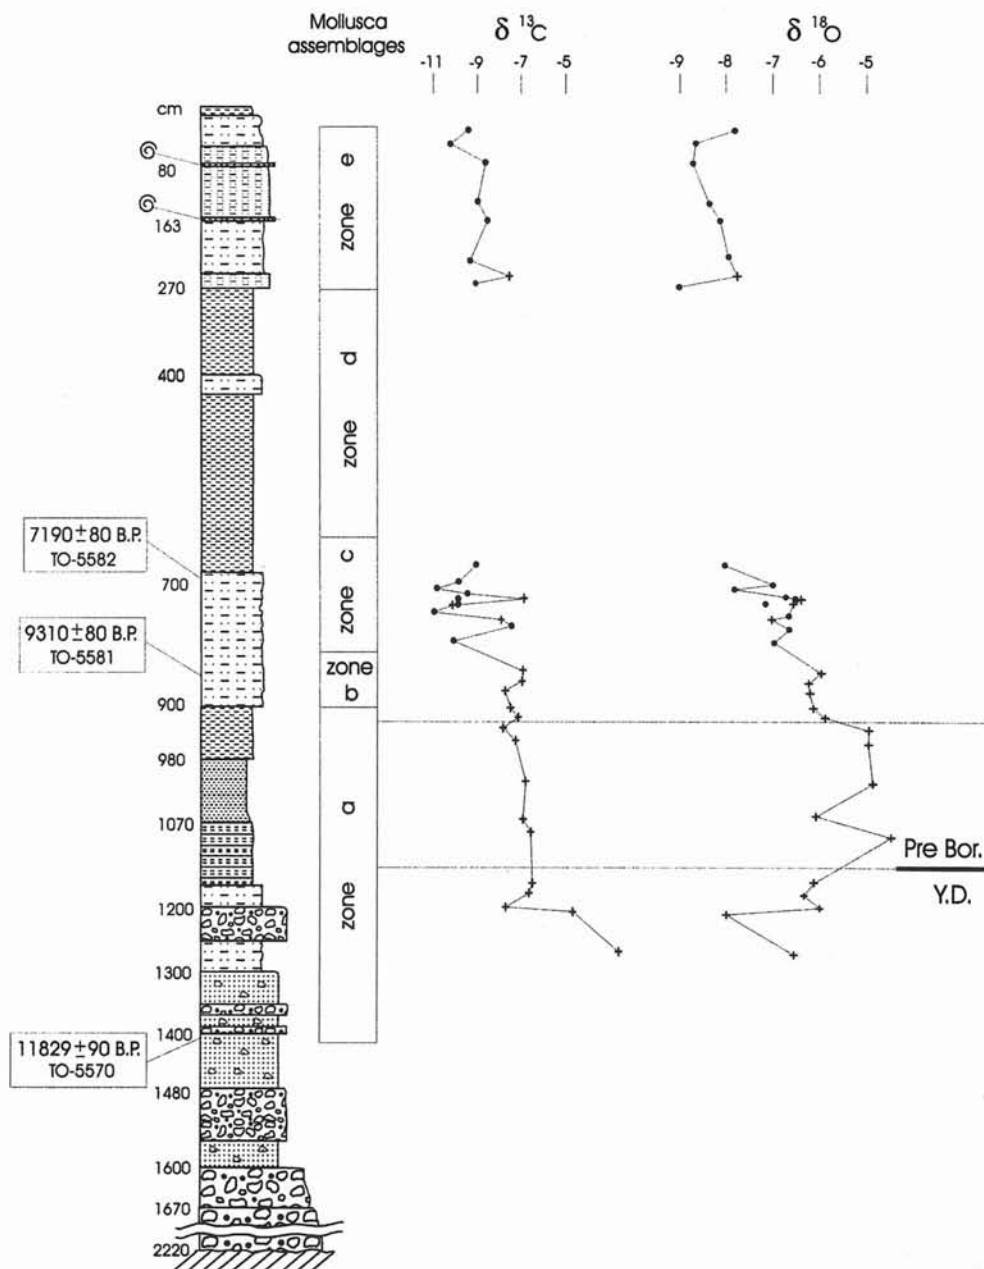 Mollusca
assemblages
δ 13C
δ 18O
-11 -9 -7 -5
-9 -8 -7 -6 -5
cm
80
163
270
400
700
900
980
1070
1200
1300
1400
1480
1600
1670
2220
7190±80 B.P.
TO-5582
9310±80 B.P.
TO-5581
11829±90 B.P.
TO-5570
zone e
zone d
zone c
zone
b
zone a
Pre Bor.
Y.D.